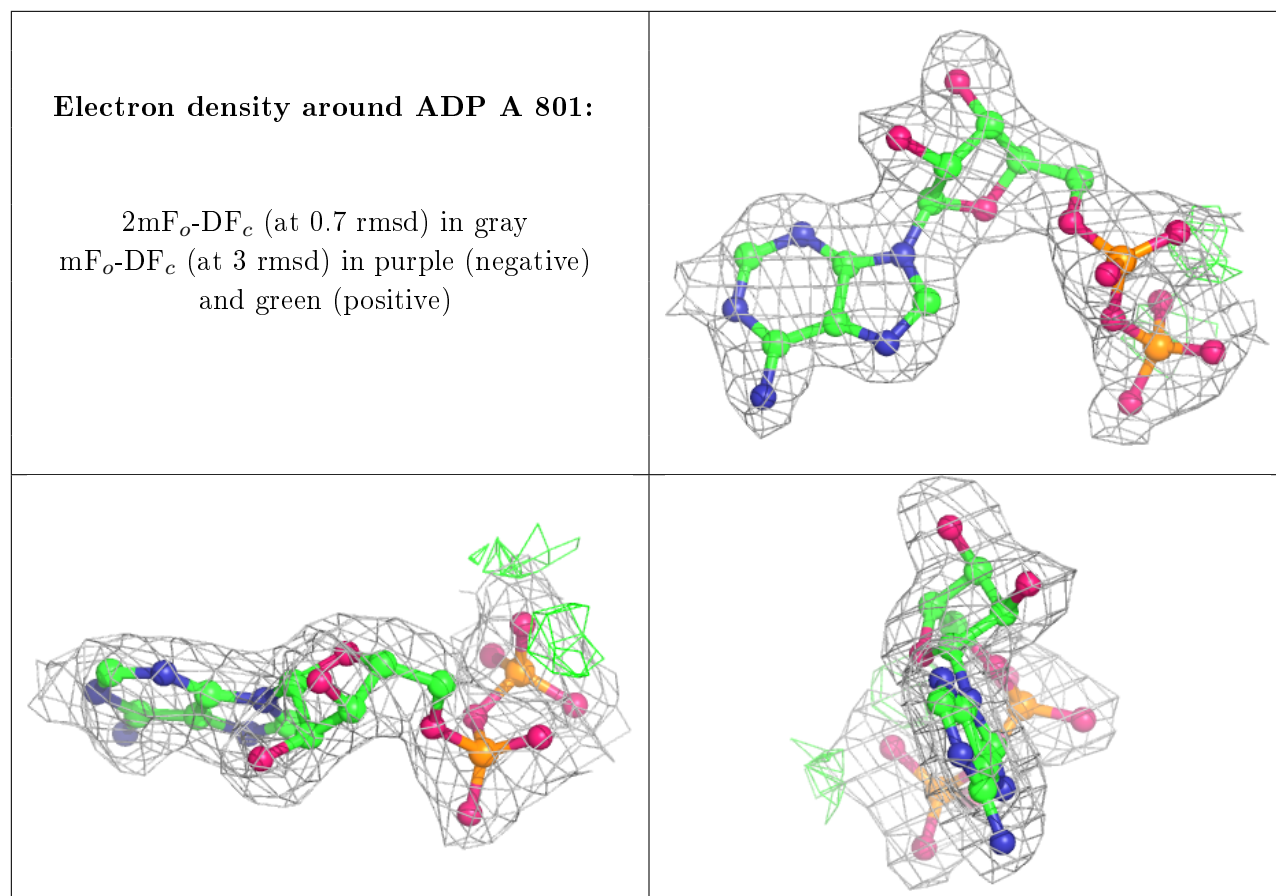 Electron density around ADP A 801:
2mFo-DFc (at 0.7 rmsd) in gray
mFo-DFc (at 3 rmsd) in purple (negative)
and green (positive)